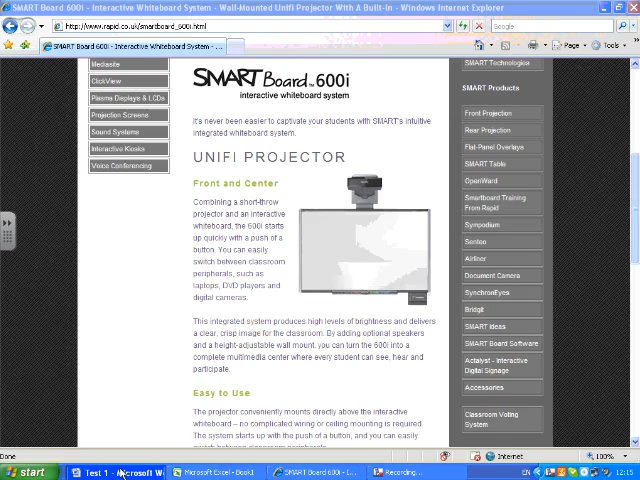 SMART Board 600i - Interactive Whiteboard System - Wall-Mounted Unifi Projector With A Built-In - Windows Internet Explorer
http://www.rapid.co.uk/smartboard_600i.html
Google
SMART Board 600i - Interactive Whiteboard System - ...
Page
Tools
Mediasite
ClickView
Plasma Displays & LCDs
Projection Screens
Sound Systems
Interactive Kiosks
Voice Conferencing
SMART Board™ 600i
interactive whiteboard system
It's never been easier to captivate your students with SMART's intuitive
integrated whiteboard system.
UNIFI PROJECTOR
Front and Center
Combining a short-throw
projector and an interactive
whiteboard, the 600i starts
up quickly with a push of a
button. You can easily
switch between classroom
peripherals, such as
laptops, DVD players and
digital cameras.
This integrated system produces high levels of brightness and delivers
a clear, crisp image for the classroom. By adding optional speakers
and a height-adjustable wall mount, you can turn the 600i into a
complete multimedia center where every student can see, hear and
participate.
Easy to Use
The projector conveniently mounts directly above the interactive
whiteboard – no complicated wiring or ceiling mounting is required.
The system starts up with the push of a button, and you can easily
switch between classroom peripherals
SMART Technologies
SMART Products
Front Projection
Rear Projection
Flat-Panel Overlays
SMART Table
OpenWard
Smartboard Training
From Rapid
Sympodium
Senteo
Airliner
Document Camera
SynchronEyes
Bridgit
SMART Ideas
SMART Board Software
Actalyst - Interactive
Digital Signage
Accessories
Classroom Voting
System
Done
Internet
100%
start
Test 1 - Microsoft W
Microsoft Excel - Book1
SMART Board 600i - I...
Recording...
EN
12:15